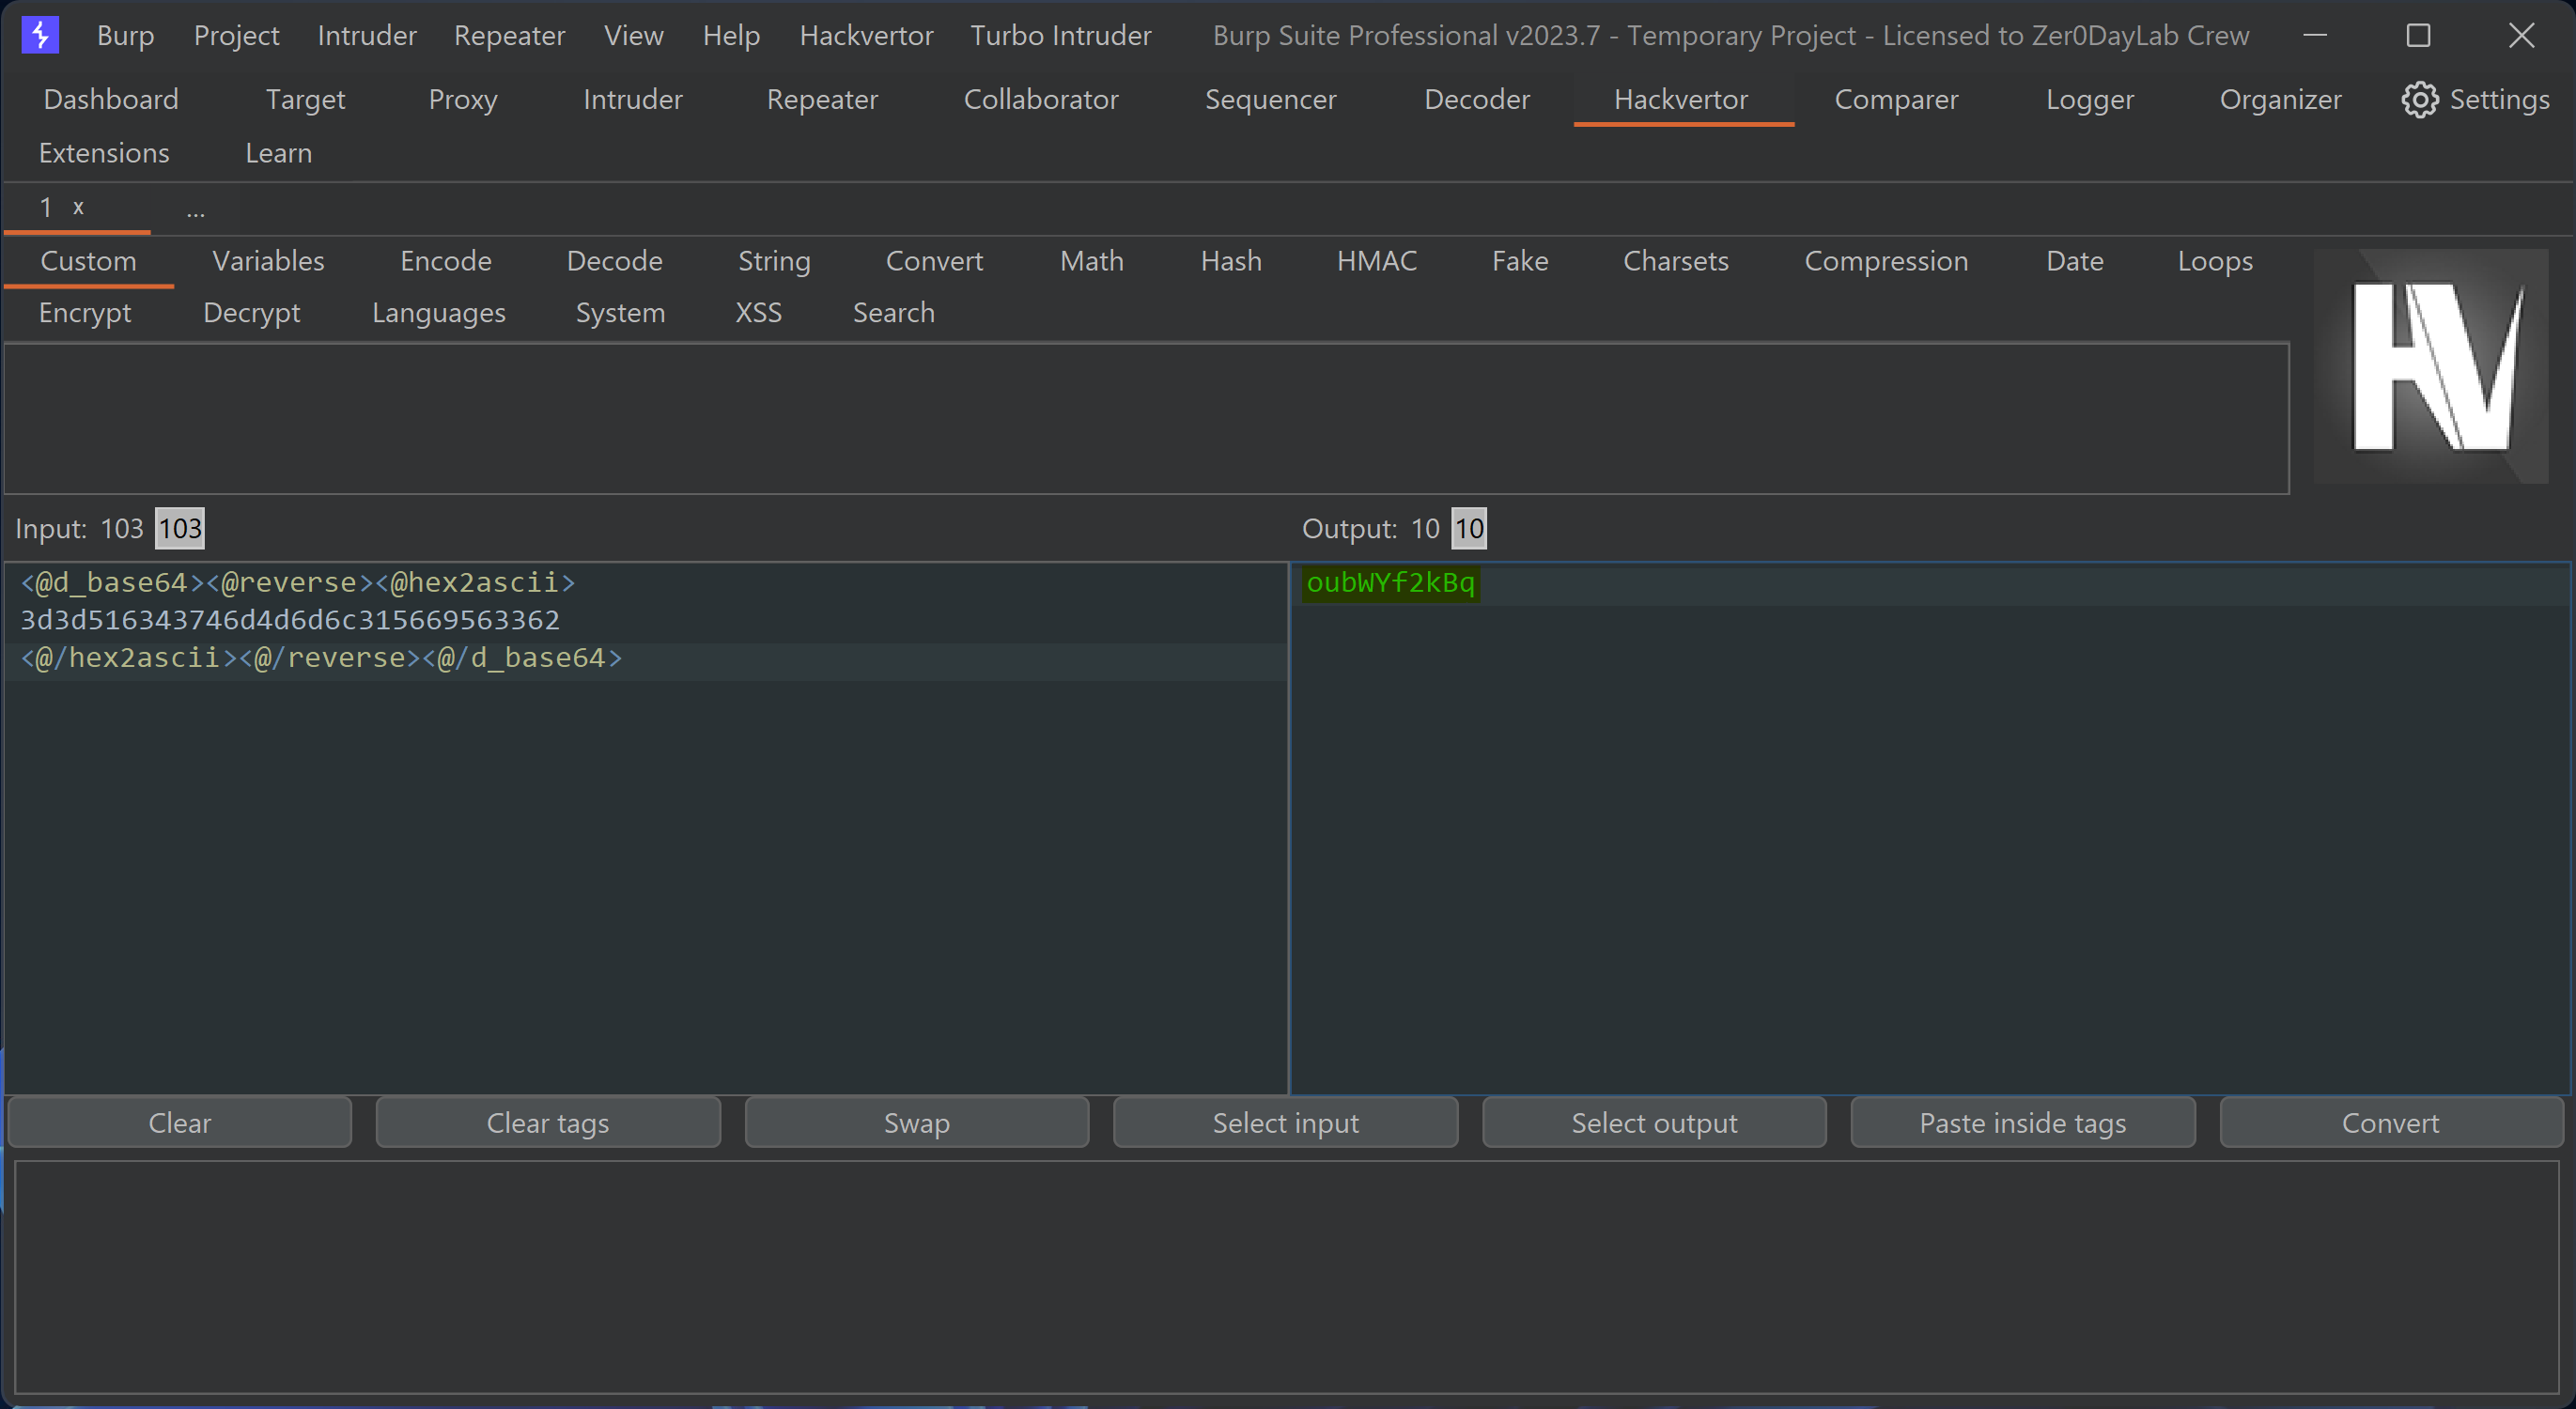 Burp Project Intruder Repeater View Help Hackvertor Turbo Intruder Burp Suite Professional v2023.7 - Temporary Project - Licensed to Zer0DayLab Crew
Dashboard Target Proxy Intruder Repeater Collaborator Sequencer Decoder Hackvertor Comparer Logger Organizer Settings
Extensions Learn
1 x ...
Custom Variables Encode Decode String Convert Math Hash HMAC Fake Charsets Compression Date Loops
Encrypt Decrypt Languages System XSS Search
HV
Input: 103 103 Output: 10 10
<@d_base64><@reverse><@hex2ascii> oubWYf2kBq
3d3d516343746d4d6d6c315669563362
<@/hex2ascii><@/reverse><@/d_base64>
Clear Clear tags Swap Select input Select output Paste inside tags Convert